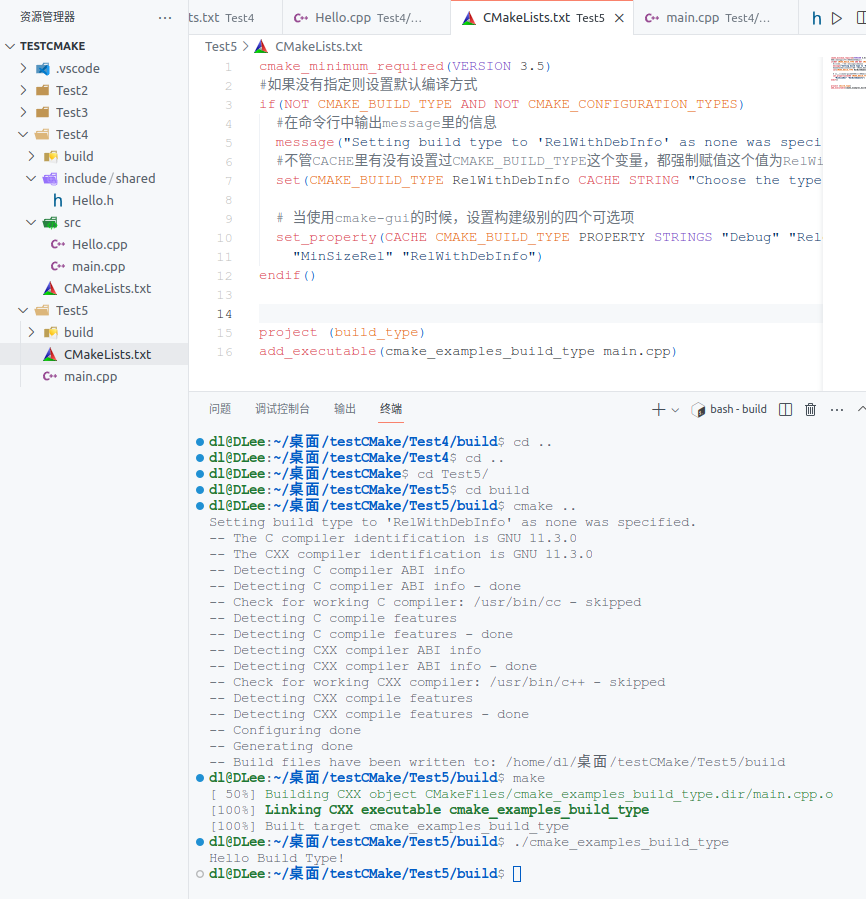 资源管理器
TESTCMAKE
.vscode
Test2
Test3
Test4
build
include/shared
Hello.h
src
Hello.cpp
main.cpp
CMakeLists.txt
Test5
build
CMakeLists.txt
main.cpp
ts.txt Test4
Hello.cpp Test4/...
CMakeLists.txt Test5
main.cpp Test4/...
h
Test5 > CMakeLists.txt
1 cmake_minimum_required(VERSION 3.5)
2 #如果没有指定则设置默认编译方式
3 if(NOT CMAKE_BUILD_TYPE AND NOT CMAKE_CONFIGURATION_TYPES)
4 #在命令行中输出message里的信息
5 message("Setting build type to 'RelWithDebInfo' as none was speci
6 #不管CACHE里有没有设置过CMAKE_BUILD_TYPE这个变量，都强制赋值这个值为RelWi
7 set(CMAKE_BUILD_TYPE RelWithDebInfo CACHE STRING "Choose the type
8
9 # 当使用cmake-gui的时候，设置构建级别的四个可选项
10 set_property(CACHE CMAKE_BUILD_TYPE PROPERTY STRINGS "Debug" "Rel
11 "MinSizeRel" "RelWithDebInfo")
12 endif()
13
14
15 project (build_type)
16 add_executable(cmake_examples_build_type main.cpp)
问题 调试控制台 输出 终端
bash - build
dl@DLee:~/桌面/testCMake/Test4/build$ cd ..
dl@DLee:~/桌面/testCMake/Test4$ cd ..
dl@DLee:~/桌面/testCMake$ cd Test5/
dl@DLee:~/桌面/testCMake/Test5$ cd build
dl@DLee:~/桌面/testCMake/Test5/build$ cmake ..
Setting build type to 'RelWithDebInfo' as none was specified.
-- The C compiler identification is GNU 11.3.0
-- The CXX compiler identification is GNU 11.3.0
-- Detecting C compiler ABI info
-- Detecting C compiler ABI info - done
-- Check for working C compiler: /usr/bin/cc - skipped
-- Detecting C compile features
-- Detecting C compile features - done
-- Detecting CXX compiler ABI info
-- Detecting CXX compiler ABI info - done
-- Check for working CXX compiler: /usr/bin/c++ - skipped
-- Detecting CXX compile features
-- Detecting CXX compile features - done
-- Configuring done
-- Generating done
-- Build files have been written to: /home/dl/桌面/testCMake/Test5/build
dl@DLee:~/桌面/testCMake/Test5/build$ make
[ 50%] Building CXX object CMakeFiles/cmake_examples_build_type.dir/main.cpp.o
[100%] Linking CXX executable cmake_examples_build_type
[100%] Built target cmake_examples_build_type
dl@DLee:~/桌面/testCMake/Test5/build$ ./cmake_examples_build_type
Hello Build Type!
dl@DLee:~/桌面/testCMake/Test5/build$